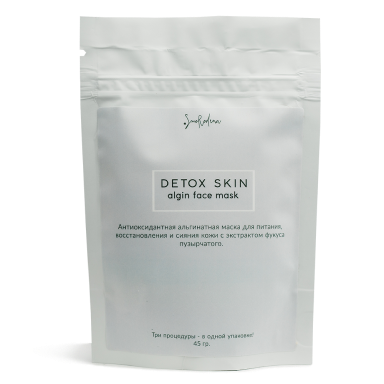 SmoRodina
DETOX SKIN
algin face mask
Антиоксидантная альгинатная маска для питания,
восстановления и сияния кожи с экстрактом фукуса
пузырчатого.
Три процедуры - в одной упаковке!
45 гр.